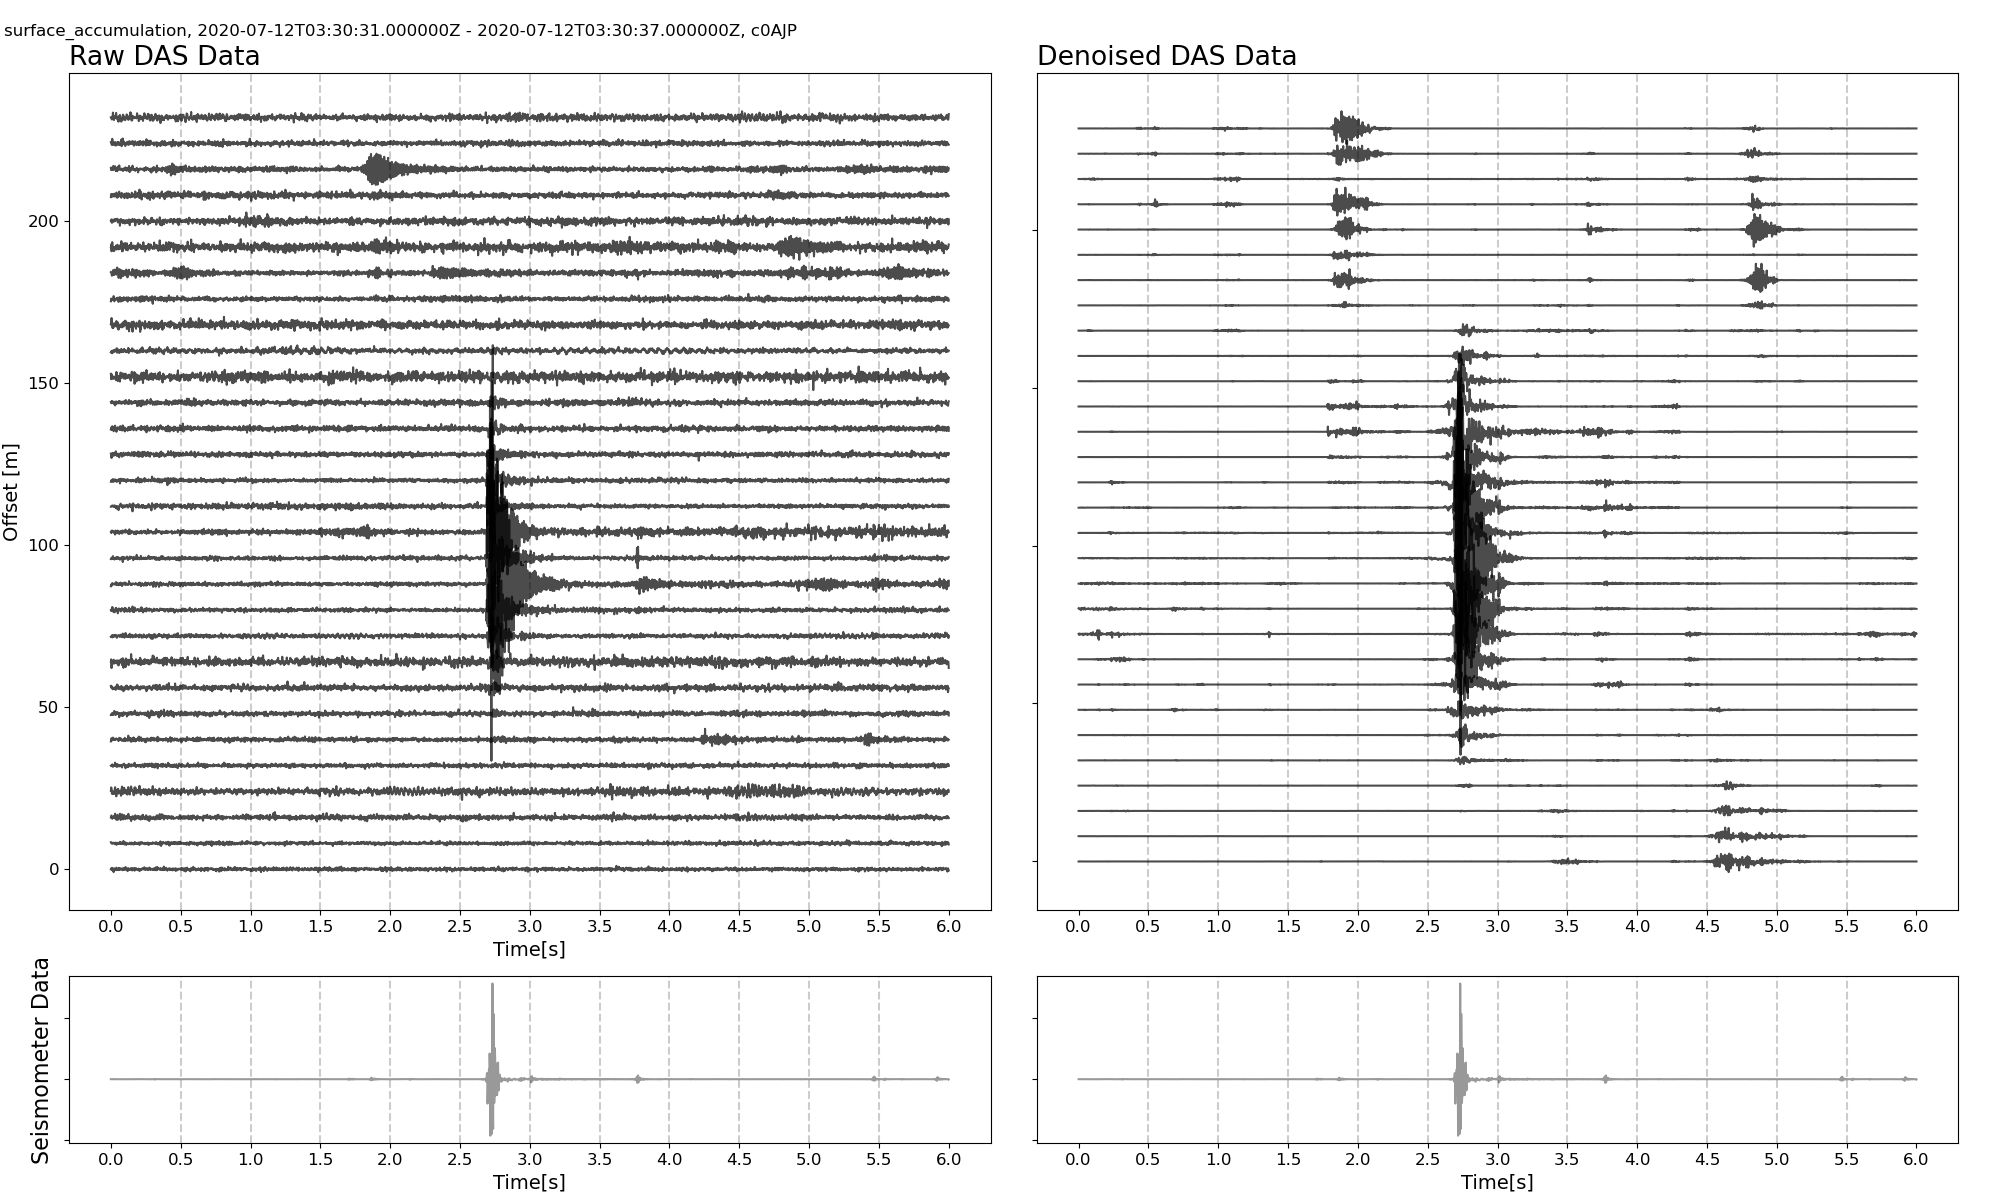 surface_accumulation, 2020-07-12T03:30:31.000000Z - 2020-07-12T03:30:37.000000Z, c0AJP
Raw DAS Data
Denoised DAS Data
Offset [m]
200
150
100
50
0
0.0 0.5 1.0 1.5 2.0 2.5 3.0 3.5 4.0 4.5 5.0 5.5 6.0
Time[s]
0.0 0.5 1.0 1.5 2.0 2.5 3.0 3.5 4.0 4.5 5.0 5.5 6.0
Seismometer Data
0.0 0.5 1.0 1.5 2.0 2.5 3.0 3.5 4.0 4.5 5.0 5.5 6.0
Time[s]
0.0 0.5 1.0 1.5 2.0 2.5 3.0 3.5 4.0 4.5 5.0 5.5 6.0
Time[s]